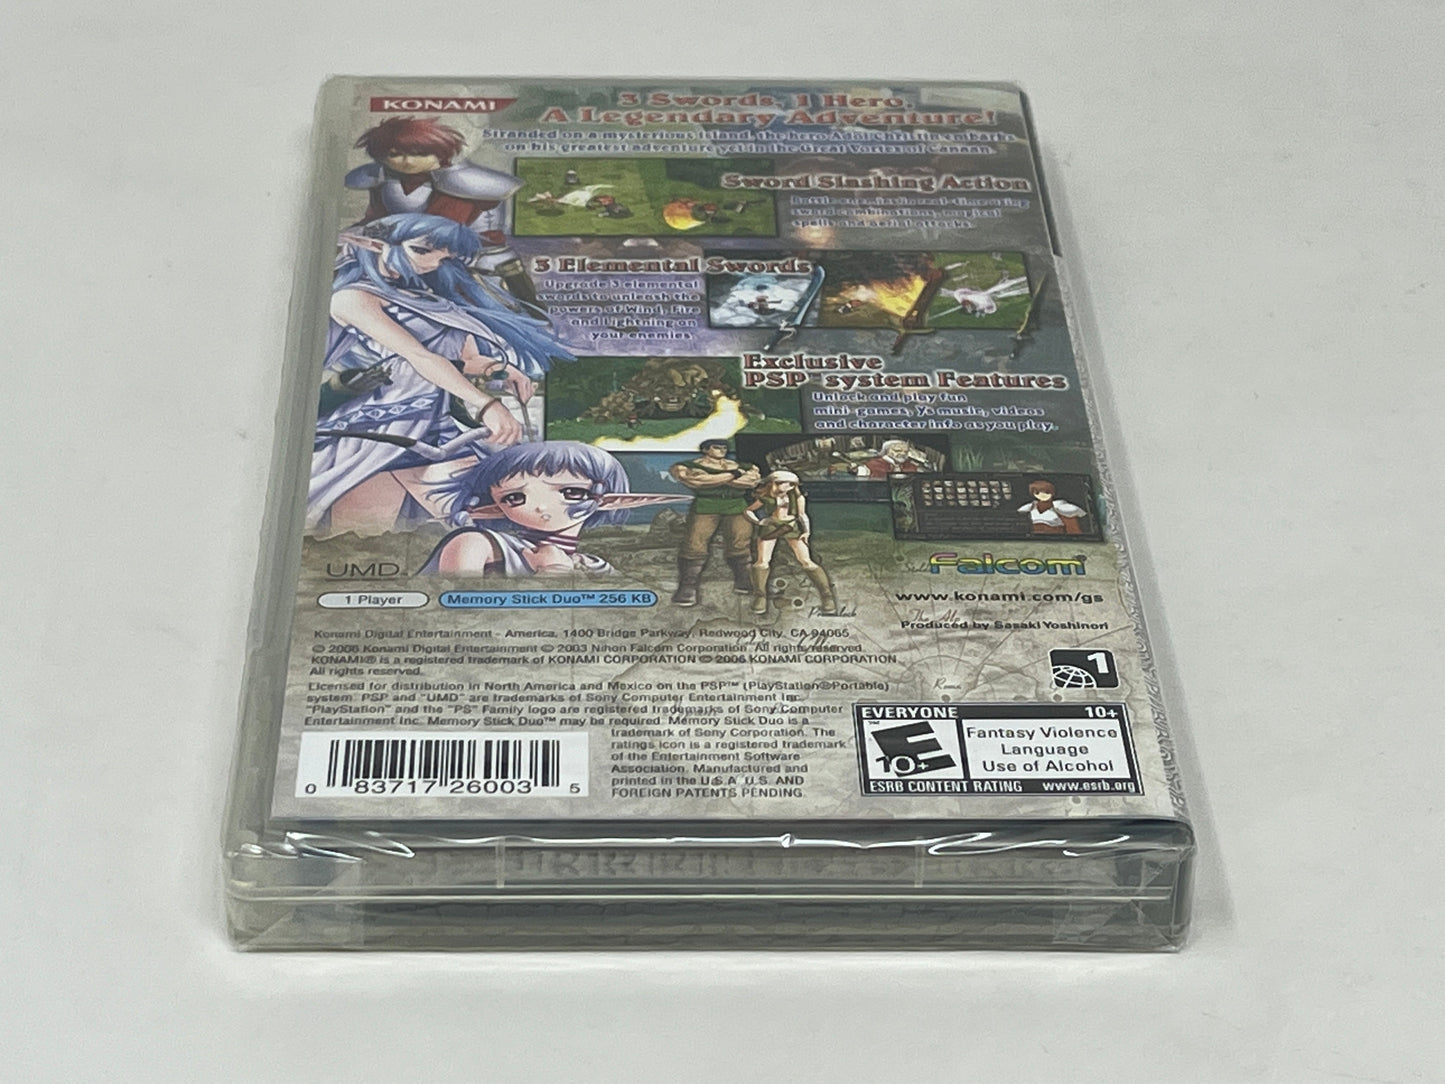 KONAMI
3 Swords, 1 Hero.
A Legendary Adventure!
Stranded on a mysterious island, the hero Adol Christin embarks
on his greatest adventure yet in the Great Vortex of Canaan.
Sword Slashing Action
Battle enemies in real-time using
sword combinations, magical
spells and aerial attacks.
3 Elemental Swords
Upgrade 3 elemental
swords to unleash the
powers of Wind, Fire
and Lightning on
your enemies.
Exclusive
PSP™ system Features
Unlock and play fun
mini-games, Ys music, videos
and character info as you play.
UMD™
1 Player
Memory Stick Duo™ 256 KB
Falcom®
www.konami.com/gs
Produced by Sasaki Yoshinori
Konami Digital Entertainment - America, 1400 Bridge Parkway, Redwood City, CA 94065
© 2006 Konami Digital Entertainment © 2003 Nihon Falcom Corporation All rights reserved.
KONAMI® is a registered trademark of KONAMI CORPORATION © 2006 KONAMI CORPORATION
All rights reserved.
Licensed for distribution in North America and Mexico on the PSP™ (PlayStation®Portable)
system. PSP and "UMD" are trademarks of Sony Computer Entertainment Inc.
"PlayStation" and the "PS" Family logo are registered trademarks of Sony Computer
Entertainment Inc. Memory Stick Duo™ may be required. Memory Stick Duo is a
trademark of Sony Corporation. The
ratings icon is a registered trademark
of the Entertainment Software
Association. Manufactured and
printed in the U.S.A. U.S. AND
FOREIGN PATENTS PENDING.
0 83717 26003 5
1
EVERYONE 10+
E
10+
Fantasy Violence
Language
Use of Alcohol
ESRB CONTENT RATING www.esrb.org